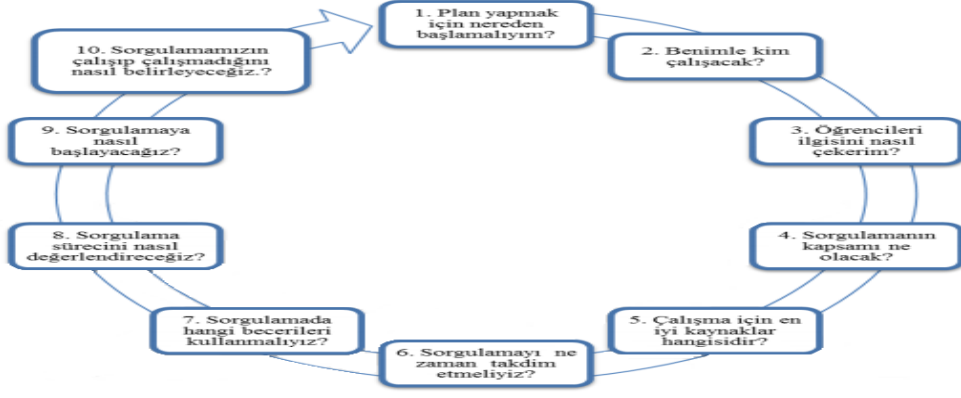 1. Plan yapmak
için nereden
başlamalıyım?
2. Benimle kim
çalışacak?
3. Öğrencileri
ilgisini nasıl
çekerim?
4. Sorgulamanın
kapsamı ne
olacak?
5. Çalışma için en
iyi kaynaklar
hangisidir?
6. Sorgulamayı ne
zaman takdim
etmeliyiz?
7. Sorgulamada
hangi becerileri
kullanmalıyız?
8. Sorgulama
sürecini nasıl
değerlendireceğiz?
9. Sorgulamaya
nasıl
başlayacağız?
10. Sorgulamamızın
çalışıp çalışmadığını
nasıl belirleyeceğiz.?